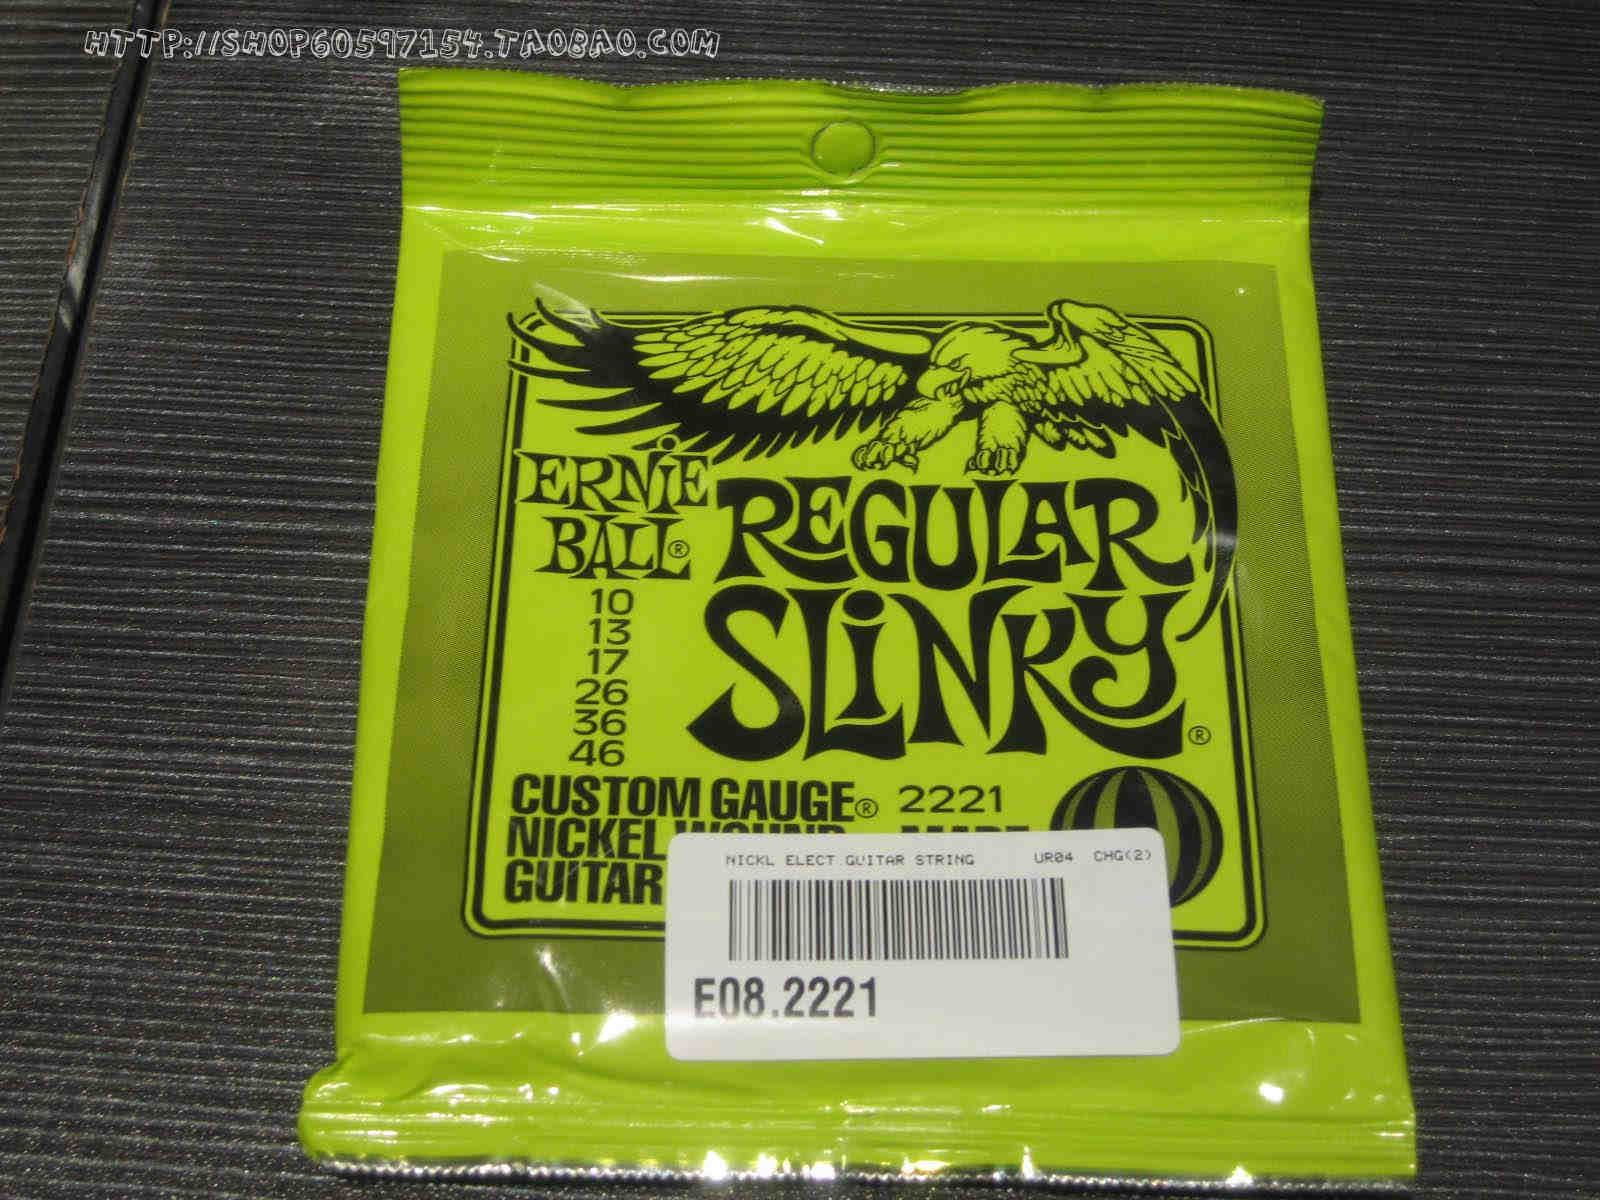 HTTP://SHOP60597154.TAOBAO.COM
ERNIE
BALL®
REGULAR
SLINKY®
10
13
17
26
36
46
CUSTOM GAUGE® 2221
NICKEL WOUND MADE
GUITAR
NICKL ELECT GUITAR STRING UR04 CHG(2)
E08.2221